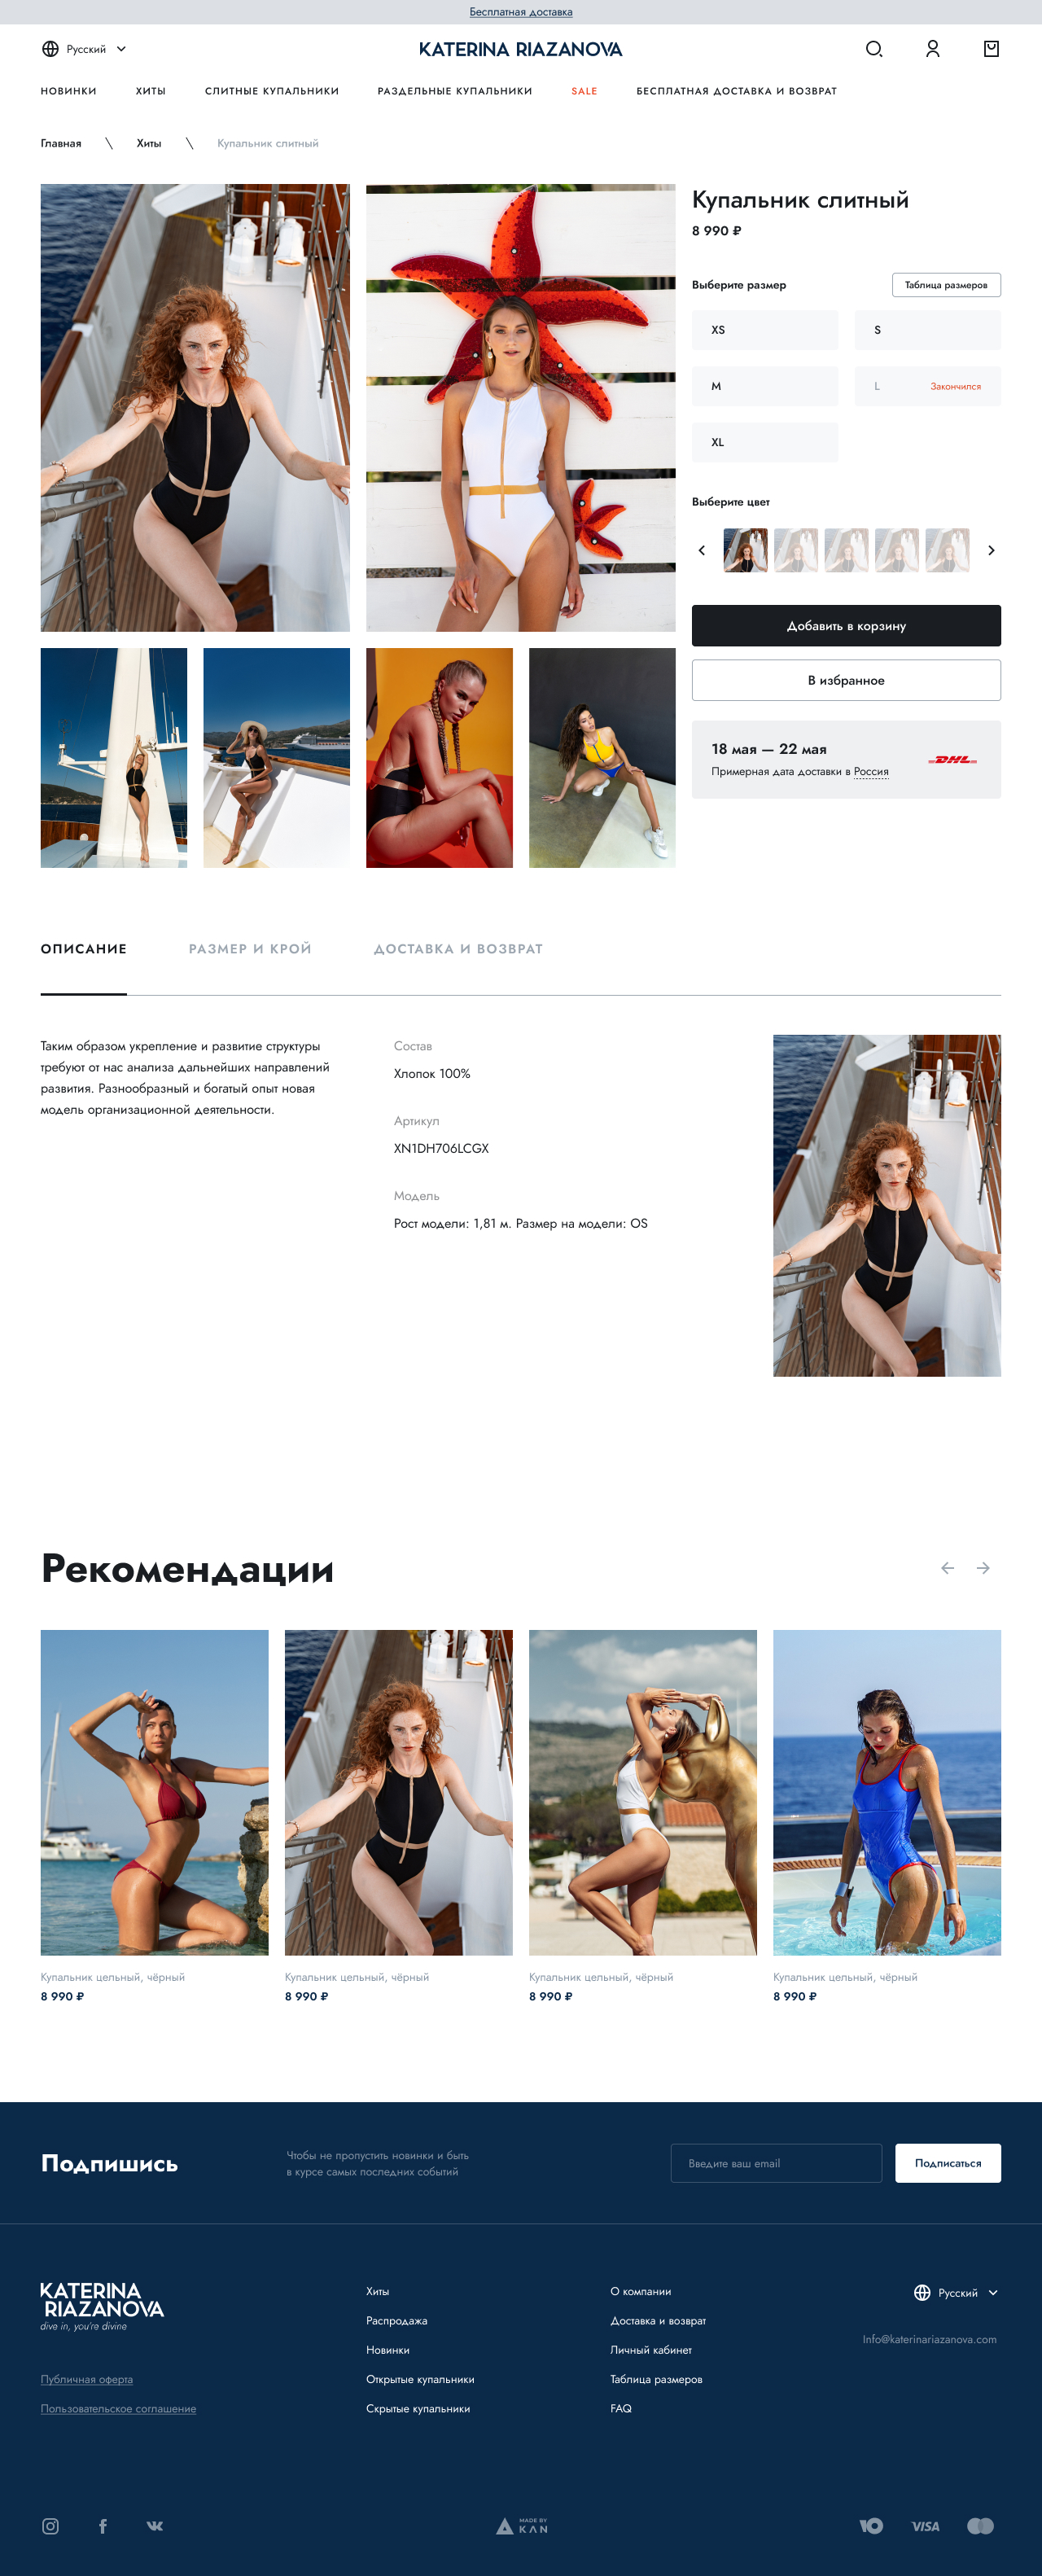 Бесплатная доставка
Русский
KATERINA RIAZANOVA
НОВИНКИ
ХИТЫ
СЛИТНЫЕ КУПАЛЬНИКИ
РАЗДЕЛЬНЫЕ КУПАЛЬНИКИ
SALE
БЕСПЛАТНАЯ ДОСТАВКА И ВОЗВРАТ
Главная \ Хиты \ Купальник слитный
Купальник слитный
8 990 ₽
Выберите размер
Таблица размеров
XS
S
M
L
Закончился
XL
Выберите цвет
Добавить в корзину
В избранное
18 мая — 22 мая
Примерная дата доставки в Россия
DHL
ОПИСАНИЕ
РАЗМЕР И КРОЙ
ДОСТАВКА И ВОЗВРАТ
Таким образом укрепление и развитие структуры
требуют от нас анализа дальнейших направлений
развития. Разнообразный и богатый опыт новая
модель организационной деятельности.
Состав
Хлопок 100%
Артикул
XN1DH706LCGX
Модель
Рост модели: 1,81 м. Размер на модели: OS
Рекомендации
Купальник цельный, чёрный
8 990 ₽
Купальник цельный, чёрный
8 990 ₽
Купальник цельный, чёрный
8 990 ₽
Купальник цельный, чёрный
8 990 ₽
Подпишись
Чтобы не пропустить новинки и быть
в курсе самых последних событий
Введите ваш email
Подписаться
KATERINA
RIAZANOVA
dive in, you're divine
Публичная оферта
Пользовательское соглашение
Хиты
Распродажа
Новинки
Открытые купальники
Скрытые купальники
О компании
Доставка и возврат
Личный кабинет
Таблица размеров
FAQ
Русский
Info@katerinariazanova.com
MADE BY
KAN
VISA